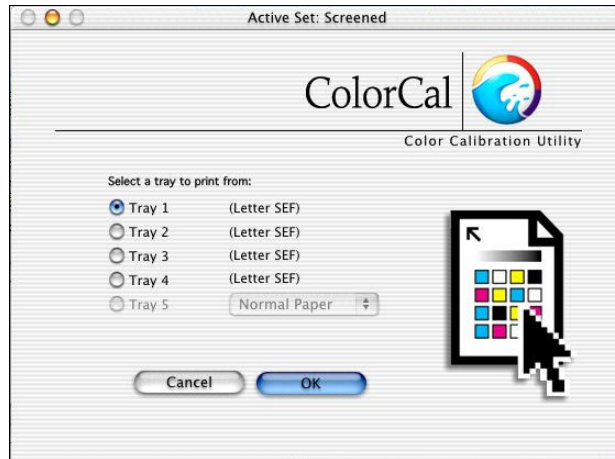 Active Set: Screened
ColorCal
Color Calibration Utility
Select a tray to print from:
Tray 1 (Letter SEF)
Tray 2 (Letter SEF)
Tray 3 (Letter SEF)
Tray 4 (Letter SEF)
Tray 5 Normal Paper
Cancel OK